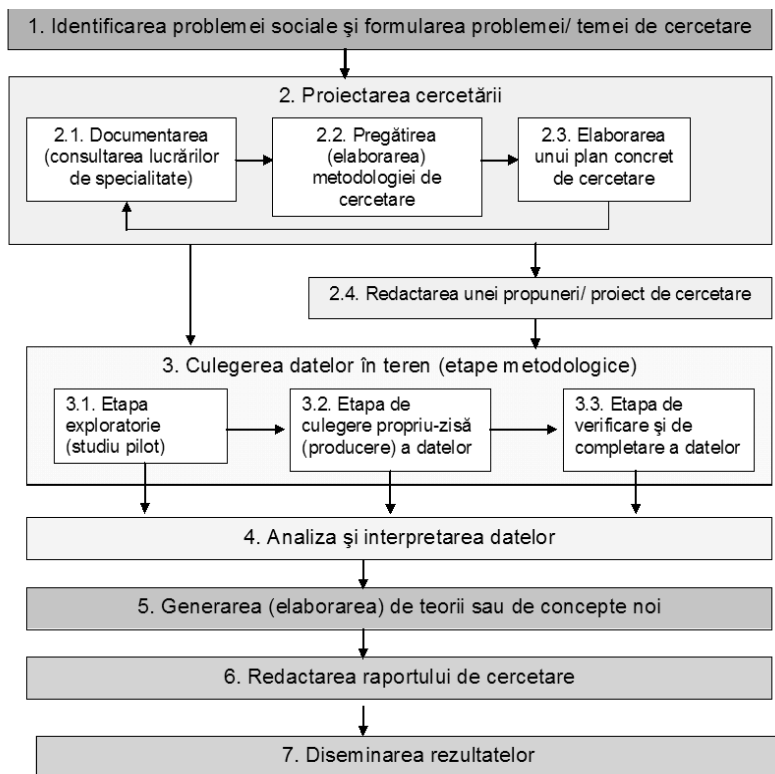 1. Identificarea problemei sociale şi formularea problemei/ temei de cercetare
2. Proiectarea cercetării
2.1. Documentarea
(consultarea lucrărilor
de specialitate)
2.2. Pregătirea
(elaborarea)
metodologiei de
cercetare
2.3. Elaborarea
unui plan concret
de cercetare
2.4. Redactarea unei propuneri/ proiect de cercetare
3. Culegerea datelor în teren (etape metodologice)
3.1. Etapa
exploratorie
(studiu pilot)
3.2. Etapa de
culegere propriu-zisă
(producere) a datelor
3.3. Etapa de
verificare şi de
completare a datelor
4. Analiza şi interpretarea datelor
5. Generarea (elaborarea) de teorii sau de concepte noi
6. Redactarea raportului de cercetare
7. Diseminarea rezultatelor